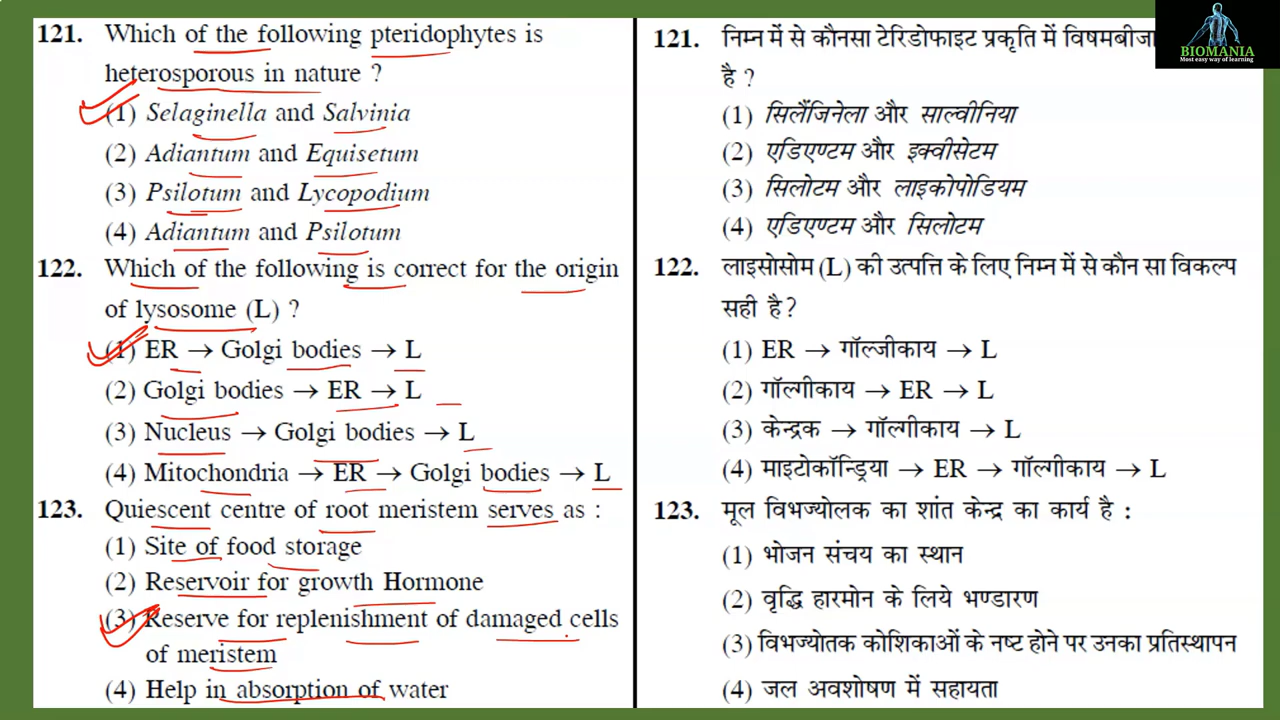 121. Which of the following pteridophytes is
heterosporous in nature ?
(1) Selaginella and Salvinia
(2) Adiantum and Equisetum
(3) Psilotum and Lycopodium
(4) Adiantum and Psilotum
122. Which of the following is correct for the origin
of lysosome (L) ?
(1) ER → Golgi bodies → L
(2) Golgi bodies → ER → L
(3) Nucleus → Golgi bodies → L
(4) Mitochondria → ER → Golgi bodies → L
123. Quiescent centre of root meristem serves as :
(1) Site of food storage
(2) Reservoir for growth Hormone
(3) Reserve for replenishment of damaged cells
of meristem
(4) Help in absorption of water
121. निम्न में से कौनसा टेरिडोफाइट प्रकृति में विषमबीजा
है ?
(1) सिलैंजिनेला और साल्वीनिया
(2) एडिएण्टम और इक्वीसेटम
(3) सिलोटम और लाइकोपोडियम
(4) एडिएण्टम और सिलोटम
122. लाइसोसोम (L) की उत्पत्ति के लिए निम्न में से कौन सा विकल्प
सही है?
(1) ER → गॉल्जीकाय → L
(2) गॉल्गीकाय → ER → L
(3) केन्द्रक → गॉल्गीकाय → L
(4) माइटोकॉन्ड्रिया → ER → गॉल्गीकाय → L
123. मूल विभज्योलक का शांत केन्द्र का कार्य है :
(1) भोजन संचय का स्थान
(2) वृद्धि हारमोन के लिये भण्डारण
(3) विभज्योतक कोशिकाओं के नष्ट होने पर उनका प्रतिस्थापन
(4) जल अवशोषण में सहायता
BIOMANIA
Most easy way of learning